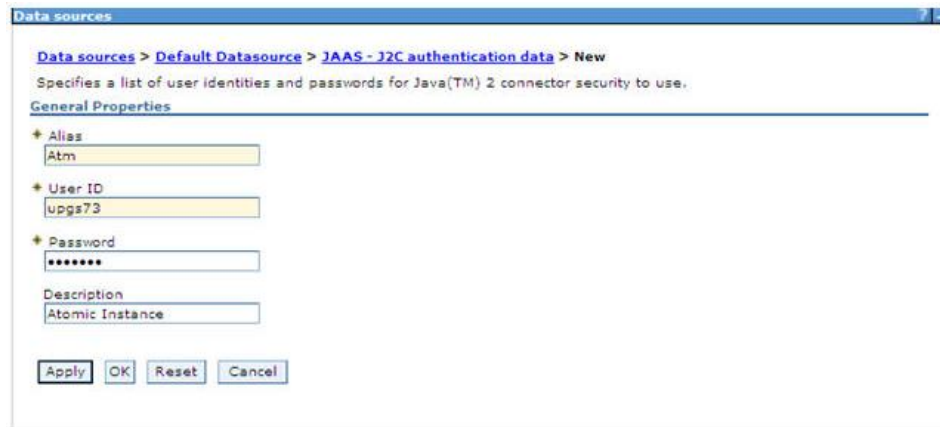 Data sources
?
Data sources > Default Datasource > JAAS - J2C authentication data > New
Specifies a list of user identities and passwords for Java(TM) 2 connector security to use.
General Properties
Alias
Atm
User ID
upgs73
Password
•••••••
Description
Atomic Instance
Apply OK Reset Cancel